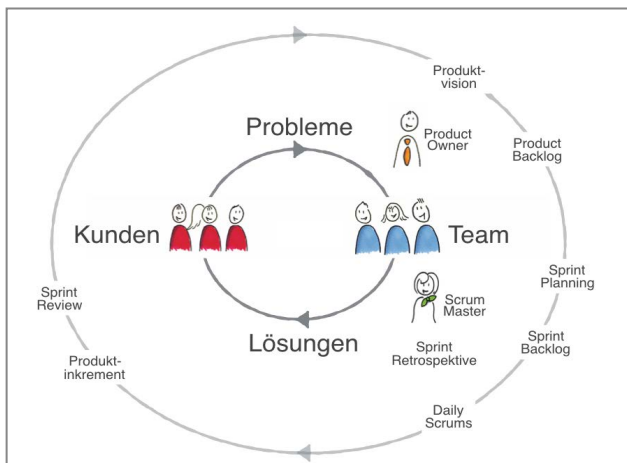 Produkt-
vision
Probleme
Product
Owner
Product
Backlog
Kunden
Team
Sprint
Planning
Sprint
Review
Scrum
Master
Lösungen
Sprint
Backlog
Sprint
Retrospektive
Produkt-
inkrement
Daily
Scrums